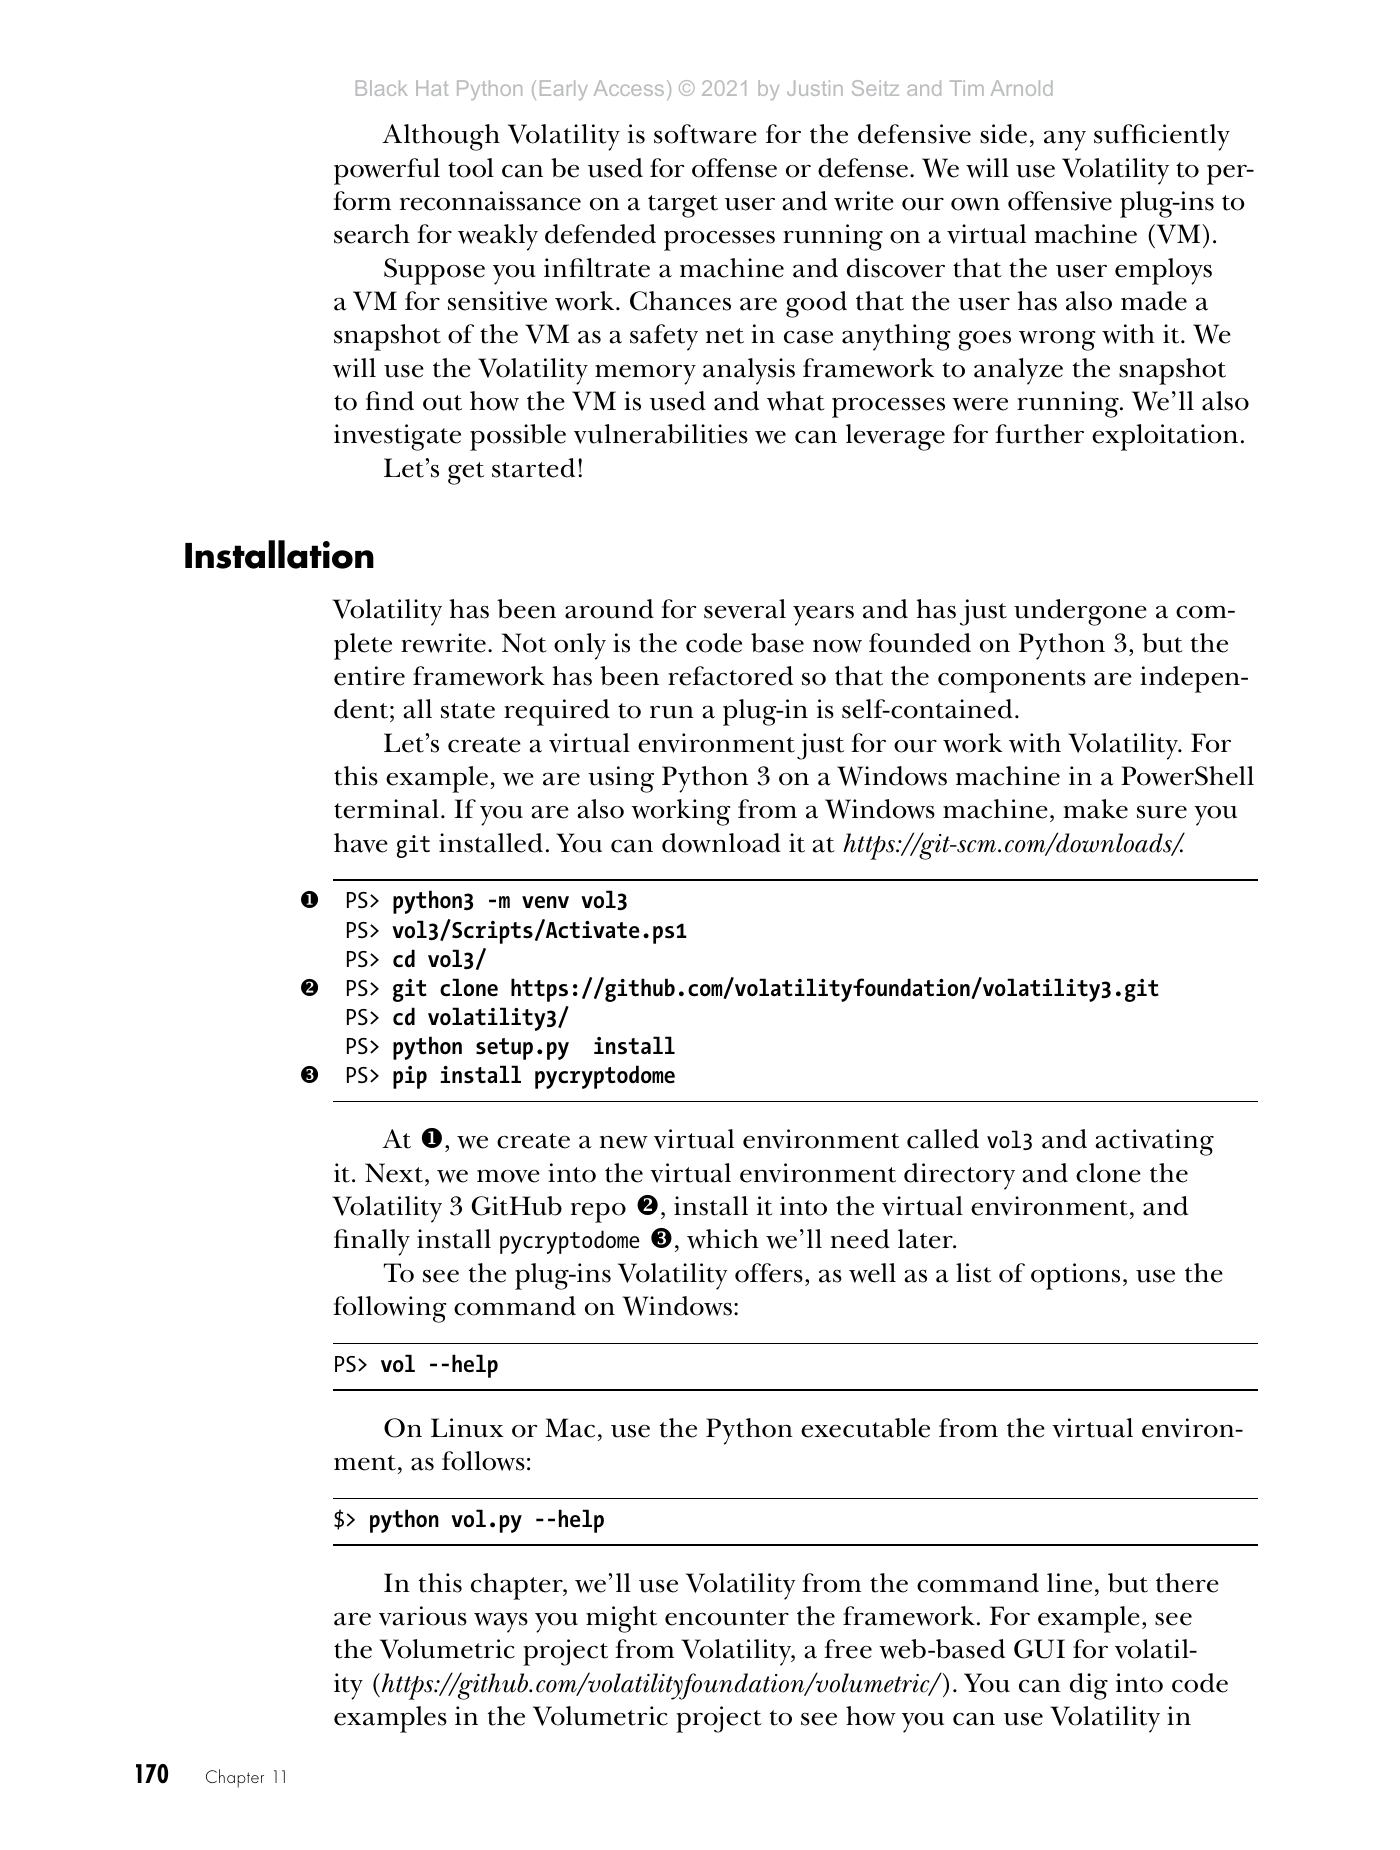 Black Hat Python (Early Access) © 2021 by Justin Seitz and Tim Arnold
Although Volatility is software for the defensive side, any sufficiently
powerful tool can be used for offense or defense. We will use Volatility to per-
form reconnaissance on a target user and write our own offensive plug-ins to
search for weakly defended processes running on a virtual machine (VM).
Suppose you infiltrate a machine and discover that the user employs
a VM for sensitive work. Chances are good that the user has also made a
snapshot of the VM as a safety net in case anything goes wrong with it. We
will use the Volatility memory analysis framework to analyze the snapshot
to find out how the VM is used and what processes were running. We’ll also
investigate possible vulnerabilities we can leverage for further exploitation.
Let’s get started!
Installation
Volatility has been around for several years and has just undergone a com-
plete rewrite. Not only is the code base now founded on Python 3, but the
entire framework has been refactored so that the components are indepen-
dent; all state required to run a plug-in is self-contained.
Let’s create a virtual environment just for our work with Volatility. For
this example, we are using Python 3 on a Windows machine in a PowerShell
terminal. If you are also working from a Windows machine, make sure you
have git installed. You can download it at https://git-scm.com/downloads/.
❶ PS> python3 -m venv vol3
PS> vol3/Scripts/Activate.ps1
PS> cd vol3/
❷ PS> git clone https://github.com/volatilityfoundation/volatility3.git
PS> cd volatility3/
PS> python setup.py  install
❸ PS> pip install pycryptodome
At ❶, we create a new virtual environment called vol3 and activating
it. Next, we move into the virtual environment directory and clone the
Volatility 3 GitHub repo ❷, install it into the virtual environment, and
finally install pycryptodome ❸, which we’ll need later.
To see the plug-ins Volatility offers, as well as a list of options, use the
following command on Windows:
PS> vol --help
On Linux or Mac, use the Python executable from the virtual environ-
ment, as follows:
$> python vol.py --help
In this chapter, we’ll use Volatility from the command line, but there
are various ways you might encounter the framework. For example, see
the Volumetric project from Volatility, a free web-based GUI for volatil-
ity (https://github.com/volatilityfoundation/volumetric/). You can dig into code
examples in the Volumetric project to see how you can use Volatility in
170 Chapter 11